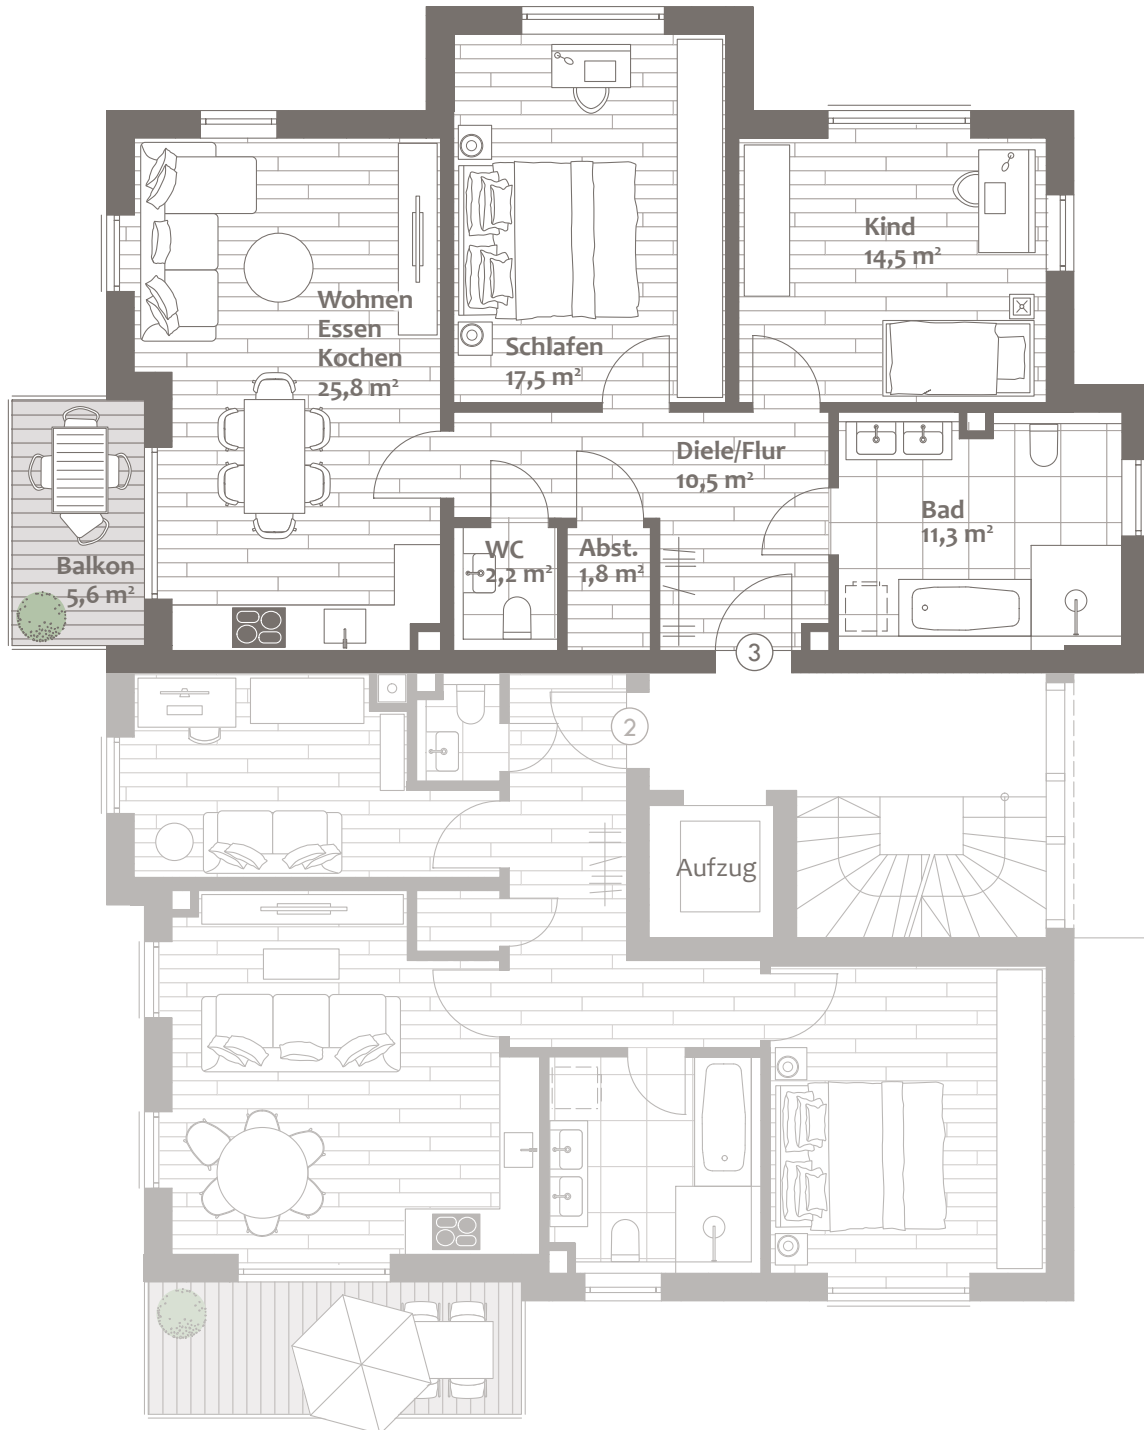 Kind
14,5 m²
Wohnen
Essen
Kochen
25,8 m²
Schlafen
17,5 m²
Diele/Flur
10,5 m²
Bad
11,3 m²
WC
2,2 m²
Abst.
1,8 m²
Balkon
5,6 m²
3
2
Aufzug